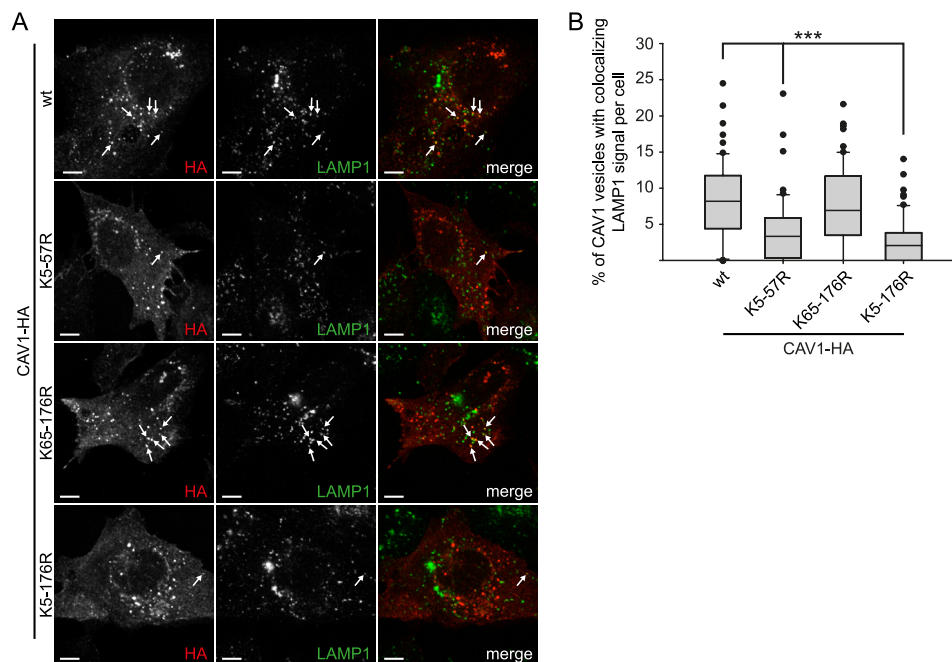 A
CAV1-HA
wt
HA
LAMP1
merge
K5-57R
HA
LAMP1
merge
K65-176R
HA
LAMP1
merge
K5-176R
HA
LAMP1
merge
B
% of CAV1 vesicles with colocalizing
LAMP1 signal per cell
30
25
20
15
10
5
***
wt
K5-57R
K65-176R
K5-176R
CAV1-HA